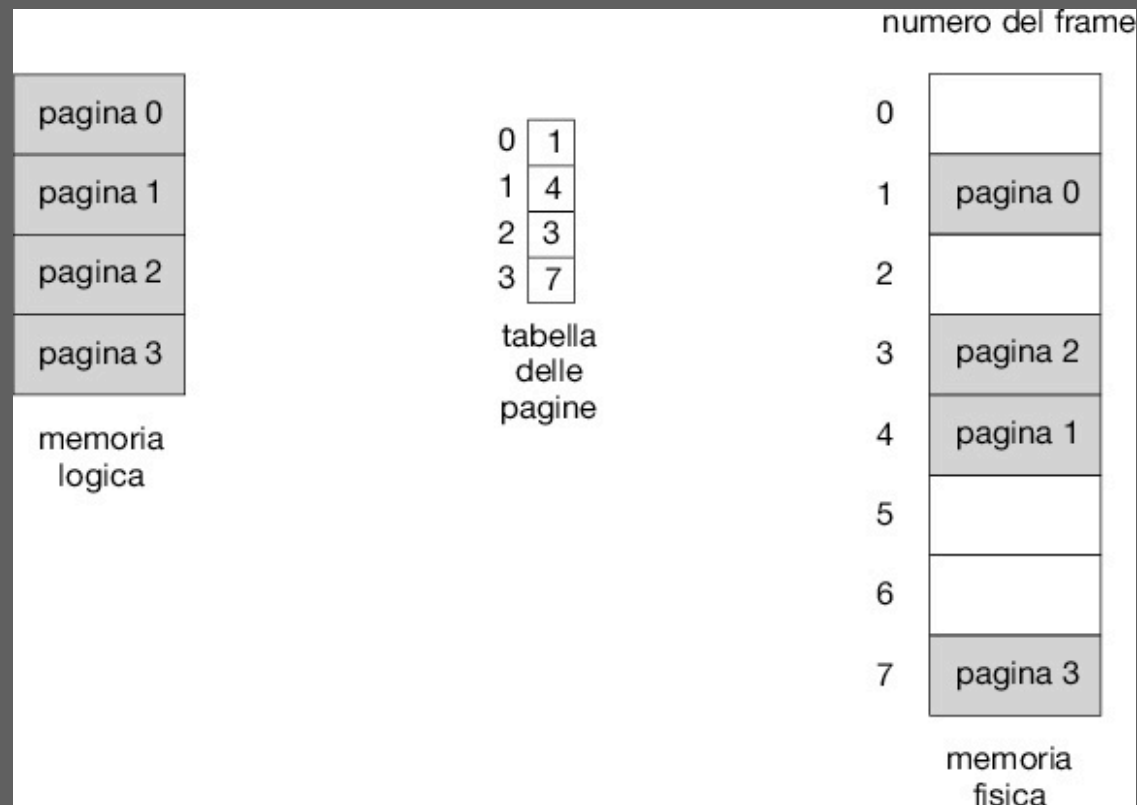 numero del frame
pagina 0
pagina 1
pagina 2
pagina 3
memoria
logica
0 1
1 4
2 3
3 7
tabella
delle
pagine
0
1 pagina 0
2
3 pagina 2
4 pagina 1
5
6
7 pagina 3
memoria
fisica